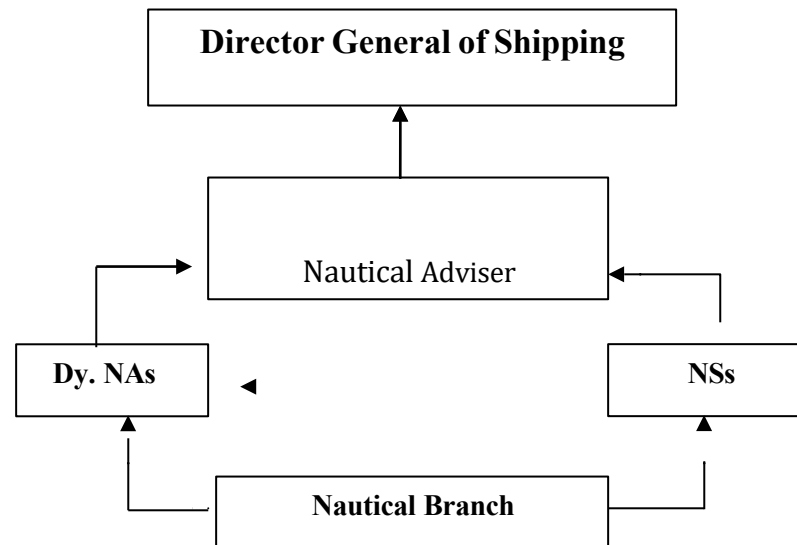 Director General of Shipping
Nautical Adviser
Dy. NAs
NSs
Nautical Branch